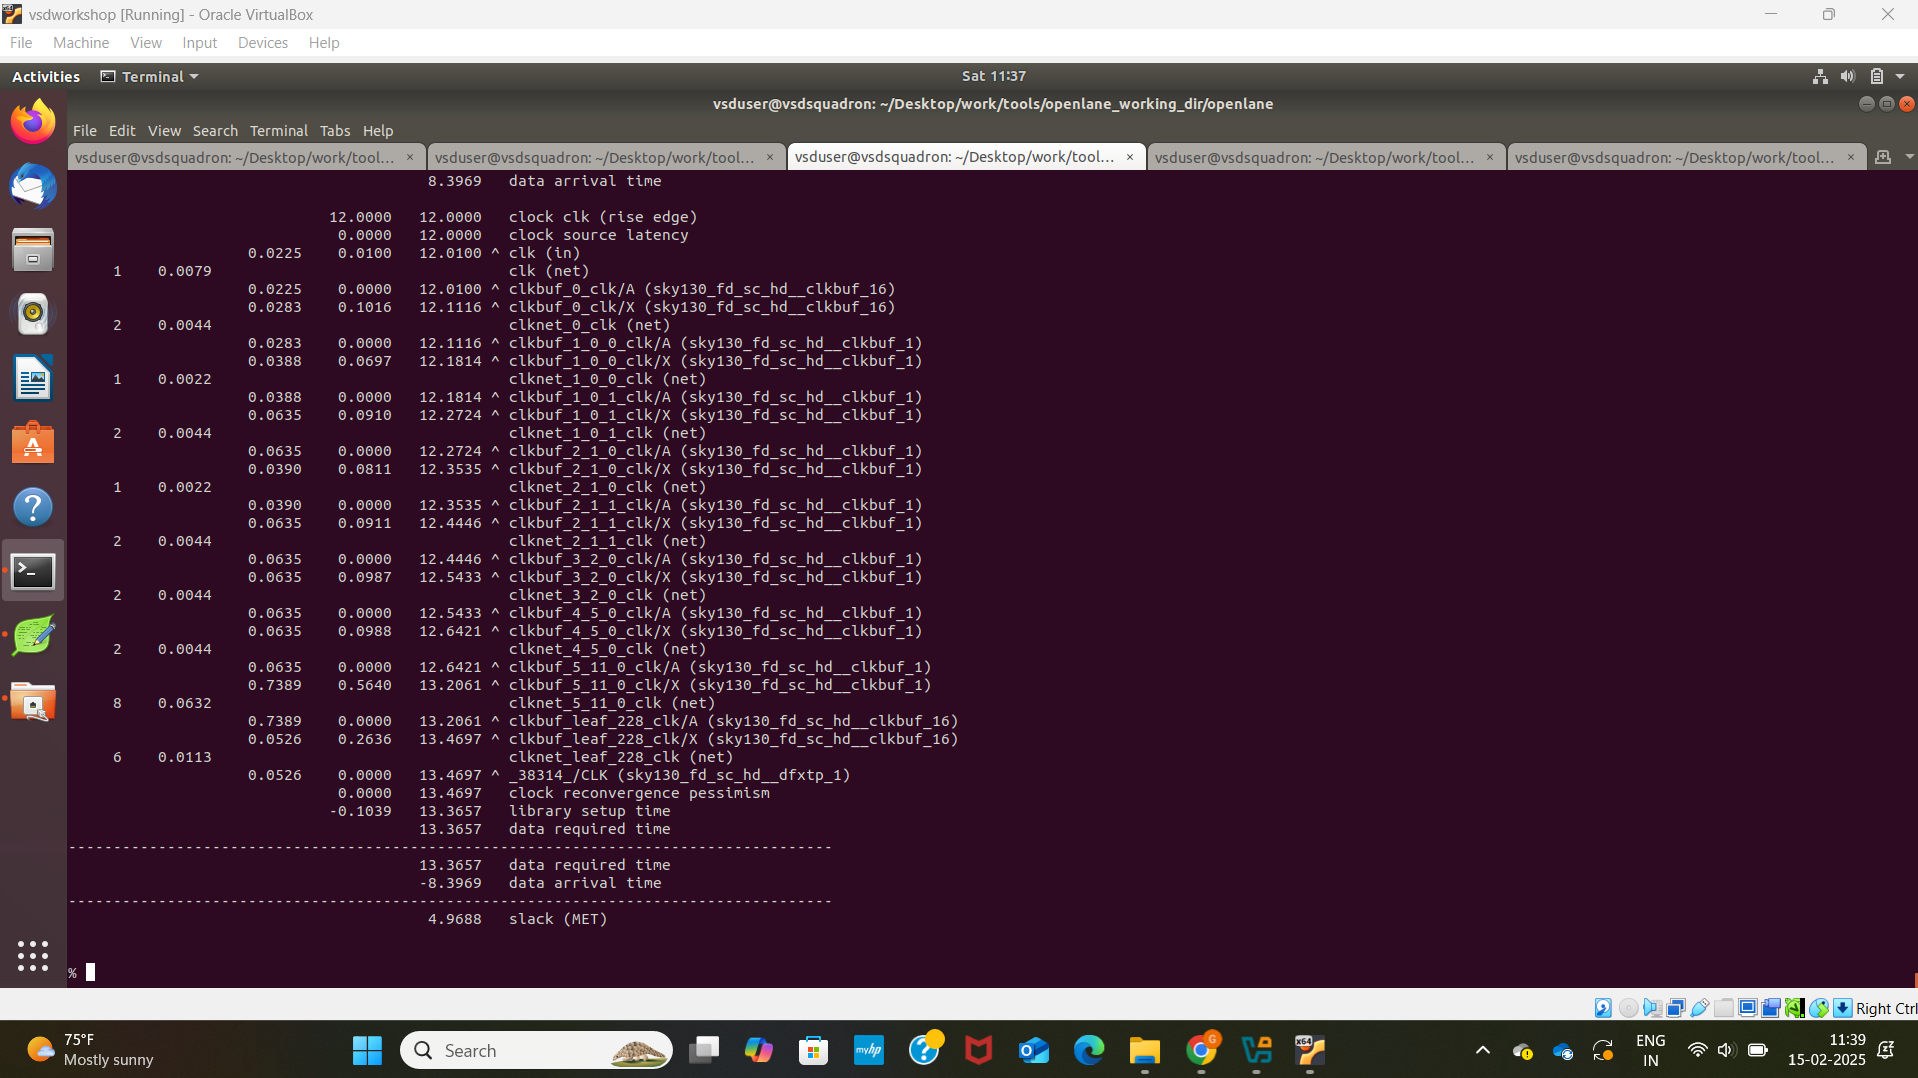 vsdworkshop [Running] - Oracle VirtualBox
File Machine View Input Devices Help
Activities Terminal Sat 11:37
vsduser@vsdsquadron: ~/Desktop/work/tools/openlane_working_dir/openlane
File Edit View Search Terminal Tabs Help
vsduser@vsdsquadron: ~/Desktop/work/tool... × vsduser@vsdsquadron: ~/Desktop/work/tool... × vsduser@vsdsquadron: ~/Desktop/work/tool... × vsduser@vsdsquadron: ~/Desktop/work/tool... × vsduser@vsdsquadron: ~/Desktop/work/tool... ×
8.3969 data arrival time
12.0000 12.0000 clock clk (rise edge)
0.0000 12.0000 clock source latency
0.0225 0.0100 12.0100 ^ clk (in)
1 0.0079 clk (net)
0.0225 0.0000 12.0100 ^ clkbuf_0_clk/A (sky130_fd_sc_hd__clkbuf_16)
0.0283 0.1016 12.1116 ^ clkbuf_0_clk/X (sky130_fd_sc_hd__clkbuf_16)
2 0.0044 clknet_0_clk (net)
0.0283 0.0000 12.1116 ^ clkbuf_1_0_0_clk/A (sky130_fd_sc_hd__clkbuf_1)
0.0388 0.0697 12.1814 ^ clkbuf_1_0_0_clk/X (sky130_fd_sc_hd__clkbuf_1)
1 0.0022 clknet_1_0_0_clk (net)
0.0388 0.0000 12.1814 ^ clkbuf_1_0_1_clk/A (sky130_fd_sc_hd__clkbuf_1)
0.0635 0.0910 12.2724 ^ clkbuf_1_0_1_clk/X (sky130_fd_sc_hd__clkbuf_1)
2 0.0044 clknet_1_0_1_clk (net)
0.0635 0.0000 12.2724 ^ clkbuf_2_1_0_clk/A (sky130_fd_sc_hd__clkbuf_1)
0.0390 0.0811 12.3535 ^ clkbuf_2_1_0_clk/X (sky130_fd_sc_hd__clkbuf_1)
1 0.0022 clknet_2_1_0_clk (net)
0.0390 0.0000 12.3535 ^ clkbuf_2_1_1_clk/A (sky130_fd_sc_hd__clkbuf_1)
0.0635 0.0911 12.4446 ^ clkbuf_2_1_1_clk/X (sky130_fd_sc_hd__clkbuf_1)
2 0.0044 clknet_2_1_1_clk (net)
0.0635 0.0000 12.4446 ^ clkbuf_3_2_0_clk/A (sky130_fd_sc_hd__clkbuf_1)
0.0635 0.0987 12.5433 ^ clkbuf_3_2_0_clk/X (sky130_fd_sc_hd__clkbuf_1)
2 0.0044 clknet_3_2_0_clk (net)
0.0635 0.0000 12.5433 ^ clkbuf_4_5_0_clk/A (sky130_fd_sc_hd__clkbuf_1)
0.0635 0.0988 12.6421 ^ clkbuf_4_5_0_clk/X (sky130_fd_sc_hd__clkbuf_1)
2 0.0044 clknet_4_5_0_clk (net)
0.0635 0.0000 12.6421 ^ clkbuf_5_11_0_clk/A (sky130_fd_sc_hd__clkbuf_1)
0.7389 0.5640 13.2061 ^ clkbuf_5_11_0_clk/X (sky130_fd_sc_hd__clkbuf_1)
8 0.0632 clknet_5_11_0_clk (net)
0.7389 0.0000 13.2061 ^ clkbuf_leaf_228_clk/A (sky130_fd_sc_hd__clkbuf_16)
0.0526 0.2636 13.4697 ^ clkbuf_leaf_228_clk/X (sky130_fd_sc_hd__clkbuf_16)
6 0.0113 clknet_leaf_228_clk (net)
0.0526 0.0000 13.4697 ^ _38314_/CLK (sky130_fd_sc_hd__dfxtp_1)
0.0000 13.4697 clock reconvergence pessimism
-0.1039 13.3657 library setup time
13.3657 data required time
-------------------------------------------------------------------------------------
13.3657 data required time
-8.3969 data arrival time
-------------------------------------------------------------------------------------
4.9688 slack (MET)
%
Right Ctrl
75°F
Mostly sunny
Search
myhp
x64
ENG
IN
11:39
15-02-2025